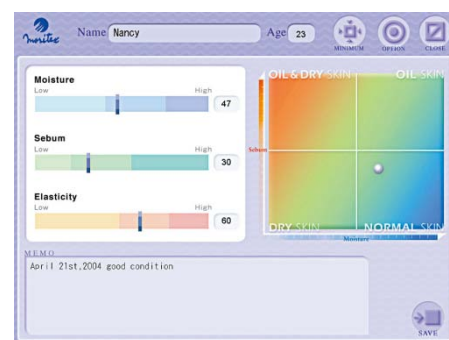 moritex
Name Nancy Age 23
MINIMUM OPTION CLOSE
Moisture
Low High
47
Sebum
Low High
30
Elasticity
Low High
60
OIL & DRY SKIN OIL SKIN
Sebum
DRY SKIN NORMAL SKIN
Moisture
MEMO
April 21st,2004 good condition
SAVE